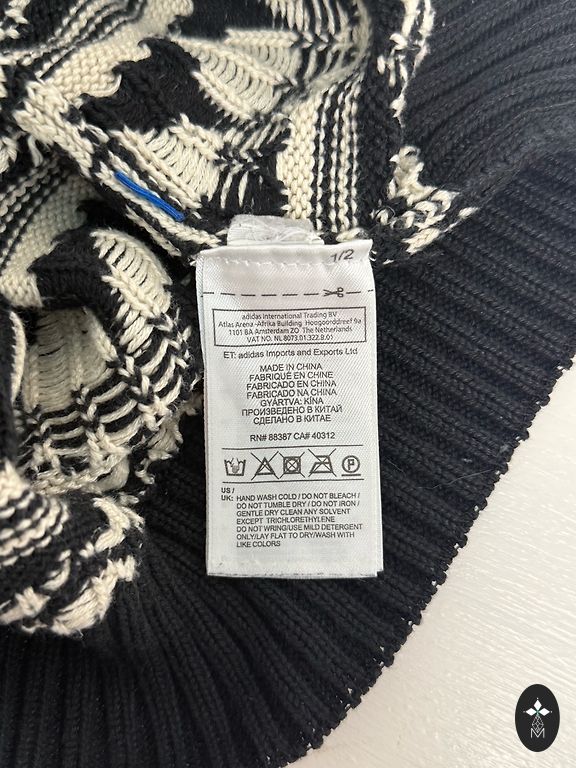 1/2
adidas International Trading BV
Atlas Arena -Afrika Building Hoogoorddreef 9a
1101 BA Amsterdam ZO The Netherlands
VAT NO. NL 8073.01.322.B.01
ET: adidas Imports and Exports Ltd
MADE IN CHINA
FABRIQUÉ EN CHINE
FABRICADO EN CHINA
FABRICADO NA CHINA
GYÁRTVA: KÍNA
ПРОИЗВЕДЕНО В КИТАЙ
СДЕЛАНО В КИТАЕ
RN# 88387 CA# 40312
P
US /
UK: HAND WASH COLD / DO NOT BLEACH /
DO NOT TUMBLE DRY / DO NOT IRON /
GENTLE DRY CLEAN ANY SOLVENT
EXCEPT TRICHLORETHYLENE
DO NOT WRING/USE MILD DETERGENT
ONLY/LAY FLAT TO DRY/WASH WITH
LIKE COLORS
M